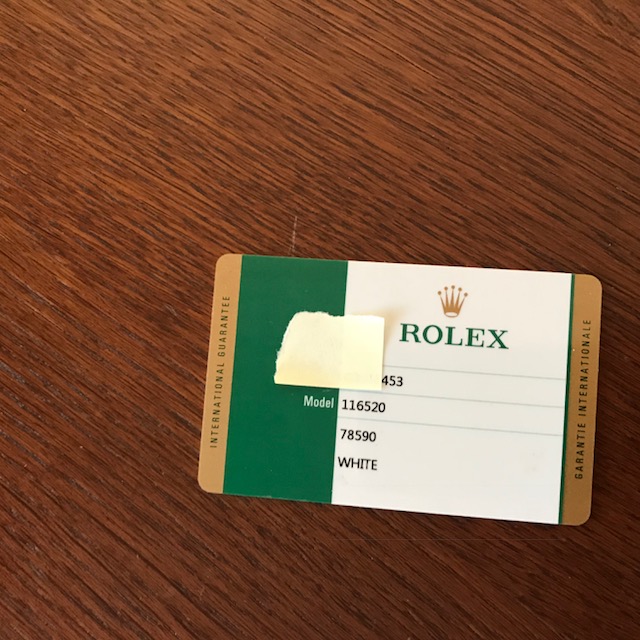 INTERNATIONAL GUARANTEE
ROLEX
453
Model 116520
78590
WHITE
GARANTIE INTERNATIONALE